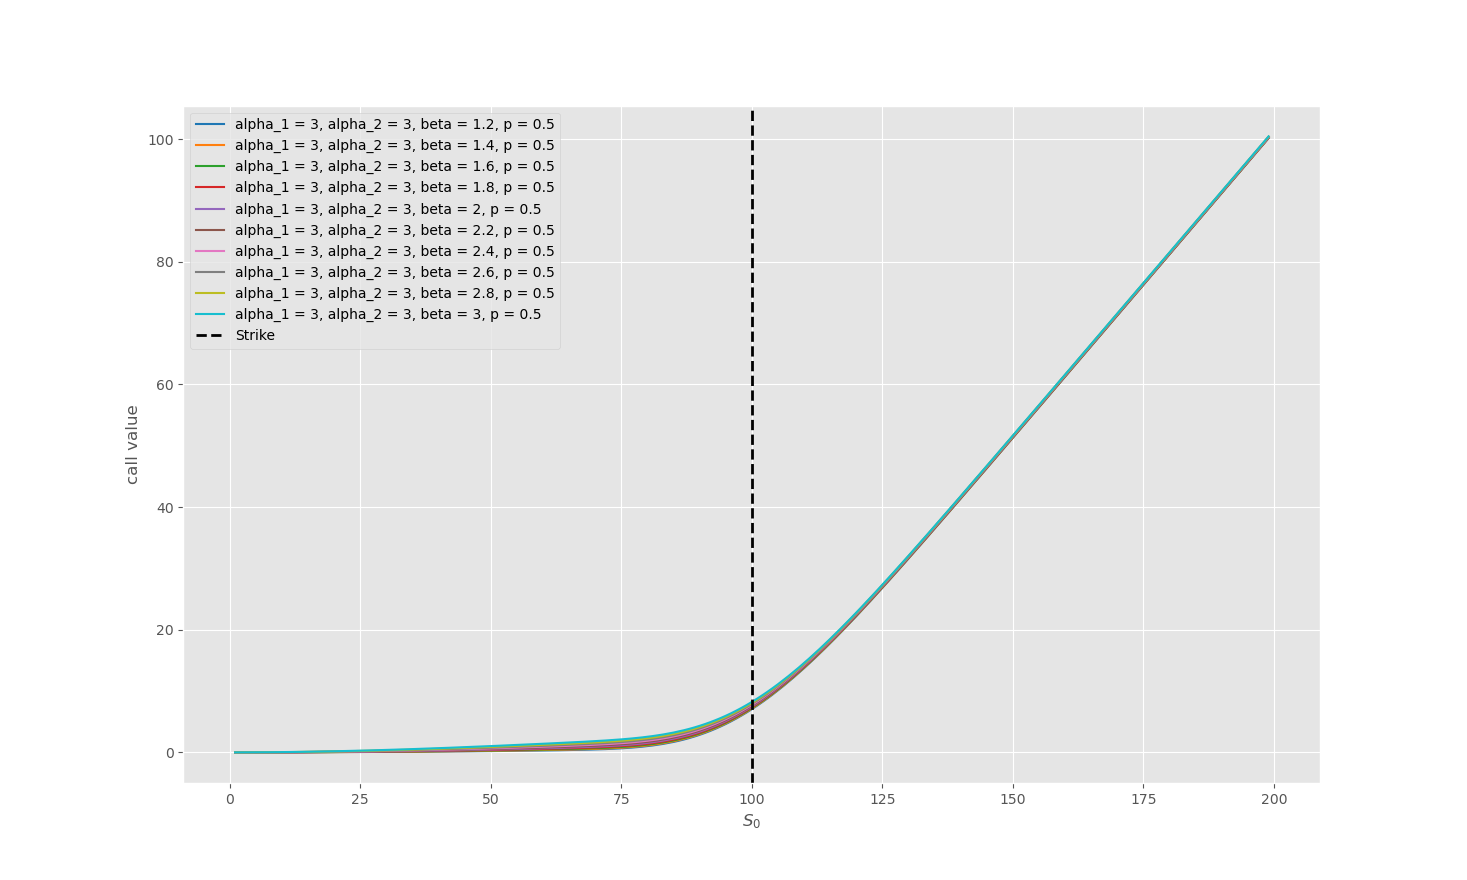 alpha_1 = 3, alpha_2 = 3, beta = 1.2, p = 0.5
alpha_1 = 3, alpha_2 = 3, beta = 1.4, p = 0.5
alpha_1 = 3, alpha_2 = 3, beta = 1.6, p = 0.5
alpha_1 = 3, alpha_2 = 3, beta = 1.8, p = 0.5
alpha_1 = 3, alpha_2 = 3, beta = 2, p = 0.5
alpha_1 = 3, alpha_2 = 3, beta = 2.2, p = 0.5
alpha_1 = 3, alpha_2 = 3, beta = 2.4, p = 0.5
alpha_1 = 3, alpha_2 = 3, beta = 2.6, p = 0.5
alpha_1 = 3, alpha_2 = 3, beta = 2.8, p = 0.5
alpha_1 = 3, alpha_2 = 3, beta = 3, p = 0.5
Strike
100
80
60
40
20
0
call value
0 25 50 75 100 125 150 175 200
S₀